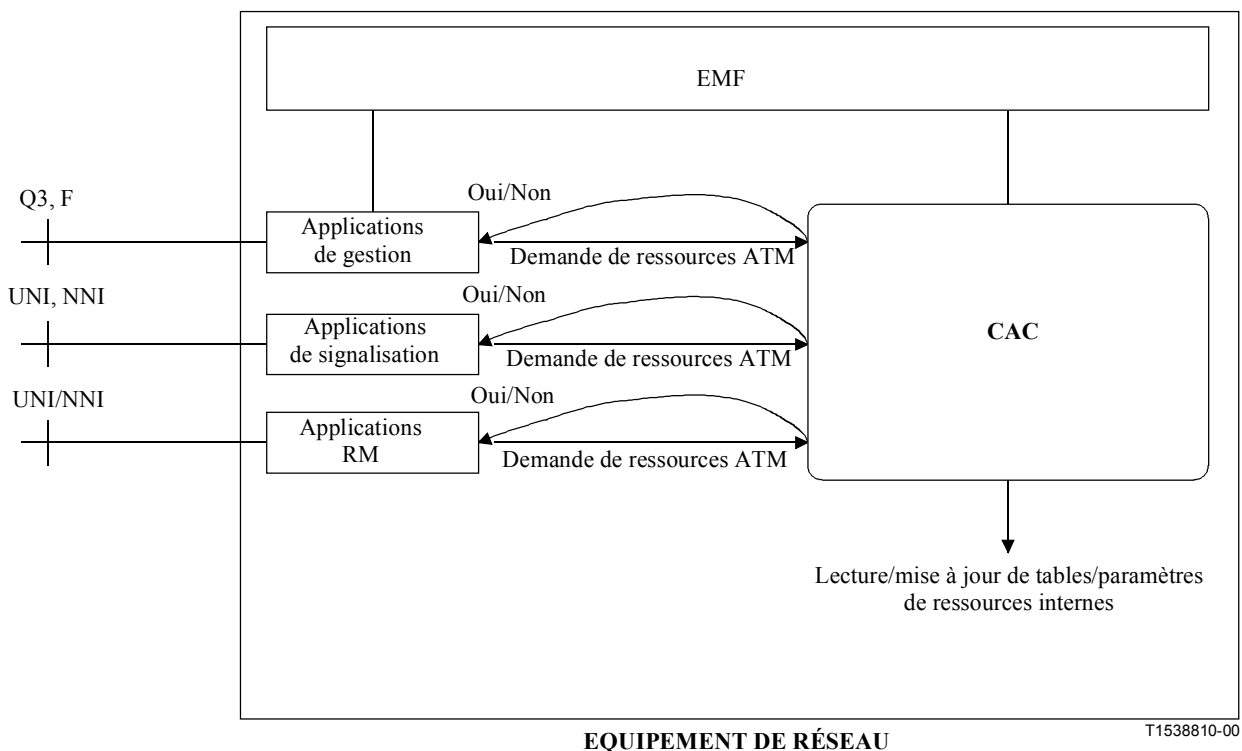 EMF
Q3, F
Oui/Non
Applications
de gestion
Demande de ressources ATM
UNI, NNI
Oui/Non
Applications
de signalisation
Demande de ressources ATM
CAC
UNI/NNI
Oui/Non
Applications
RM
Demande de ressources ATM
Lecture/mise à jour de tables/paramètres
de ressources internes
T1538810-00
EQUIPEMENT DE RÉSEAU